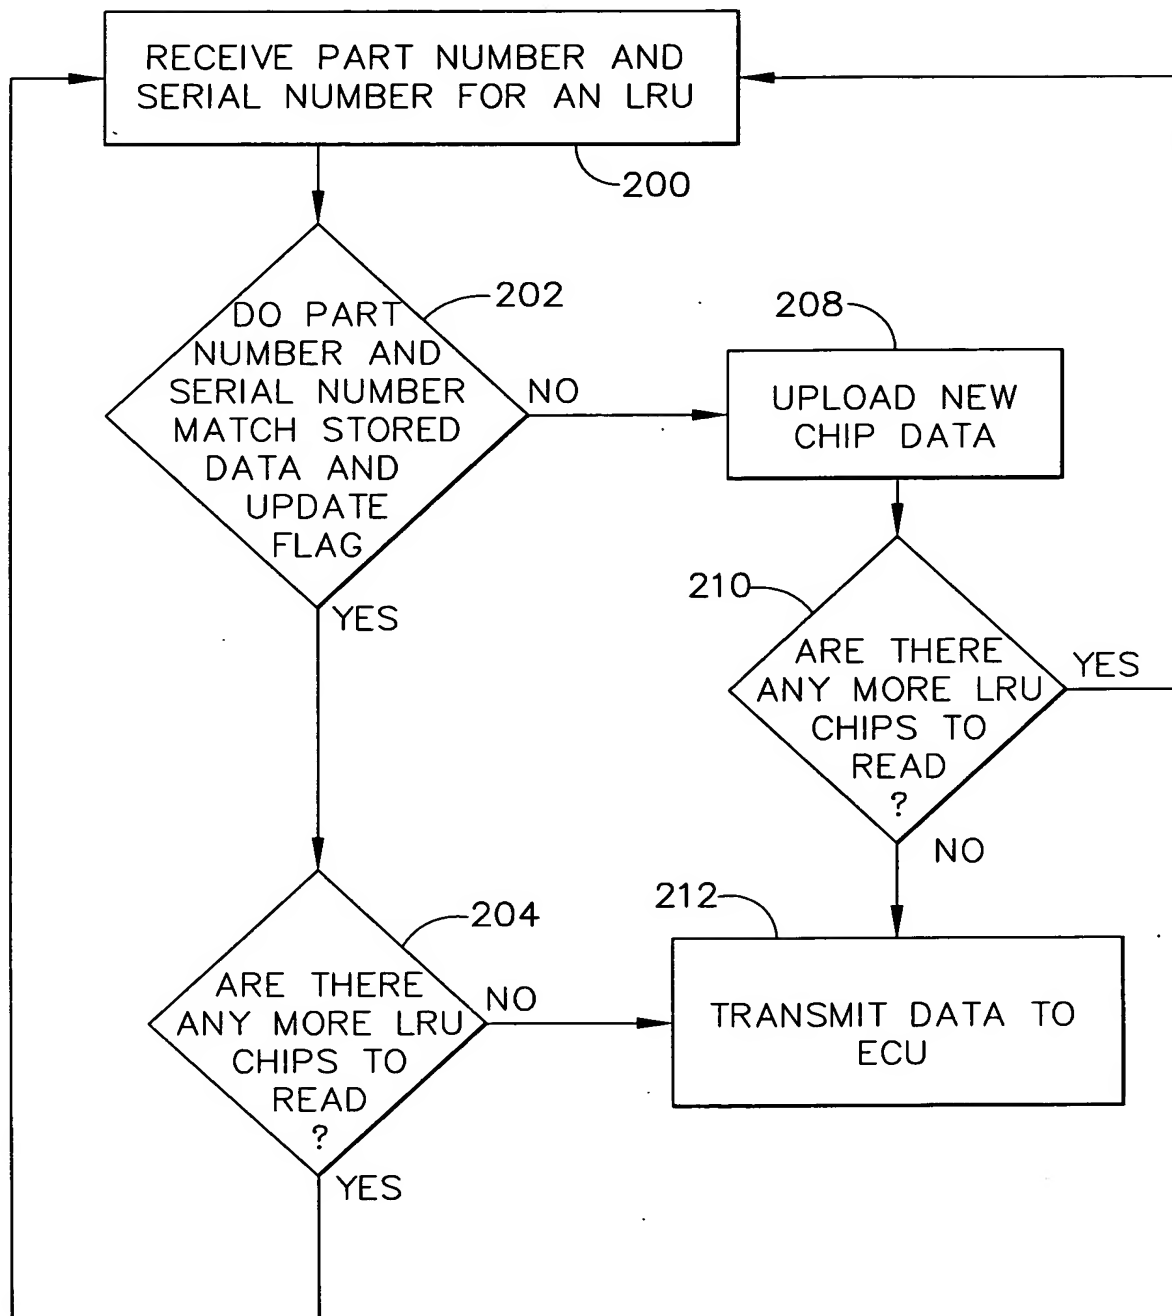 RECEIVE PART NUMBER AND
SERIAL NUMBER FOR AN LRU
200
DO PART
NUMBER AND
SERIAL NUMBER
MATCH STORED
DATA AND
UPDATE
FLAG
202
NO
YES
208
UPLOAD NEW
CHIP DATA
210
ARE THERE
ANY MORE LRU
CHIPS TO
READ
?
YES
NO
204
ARE THERE
ANY MORE LRU
CHIPS TO
READ
?
NO
YES
212
TRANSMIT DATA TO
ECU